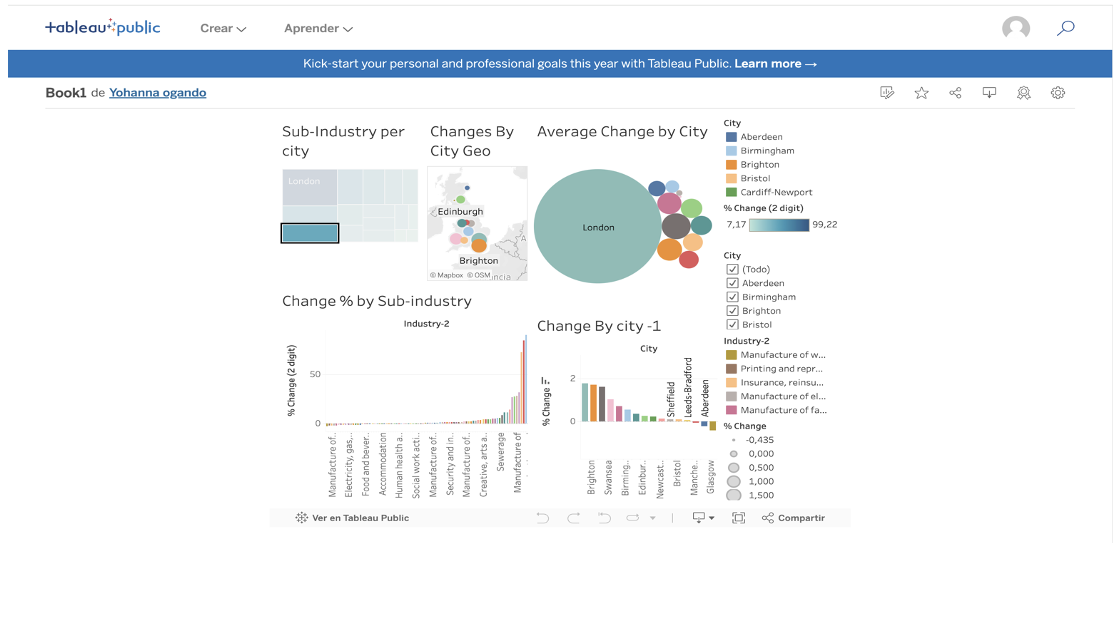 +ableau+public
Crear
Aprender
Kick-start your personal and professional goals this year with Tableau Public. Learn more →
Book1 de Yohanna ogando
Sub-Industry per
city
London
Changes By
City Geo
Edinburgh
Brighton
© Mapbox © OSM
Average Change by City
London
City
Aberdeen
Birmingham
Brighton
Bristol
Cardiff-Newport
% Change (2 digit)
7,17
99,22
City
(Todo)
Aberdeen
Birmingham
Brighton
Bristol
Industry-2
Manufacture of w...
Printing and repr...
Insurance, reinsu...
Manufacture of el...
Manufacture of fa...
% Change
-0,435
0,000
0,500
1,000
1,500
Change % by Sub-industry
Industry-2
% Change (2 digit)
50
0
Manufacture of..
Electricity, gas,..
Food and bever..
Accommodation
Human health a..
Social work acti..
Manufacture of..
Security and in..
Manufacture of..
Creative, arts a..
Sewerage
Manufacture of
Change By city -1
City
% Change
2
0
Sheffield
Leeds-Bradford
Aberdeen
Brighton
Swansea
Birming..
Edinbur..
Newcast..
Bristol
Manche..
Glasgow
Ver en Tableau Public
Compartir